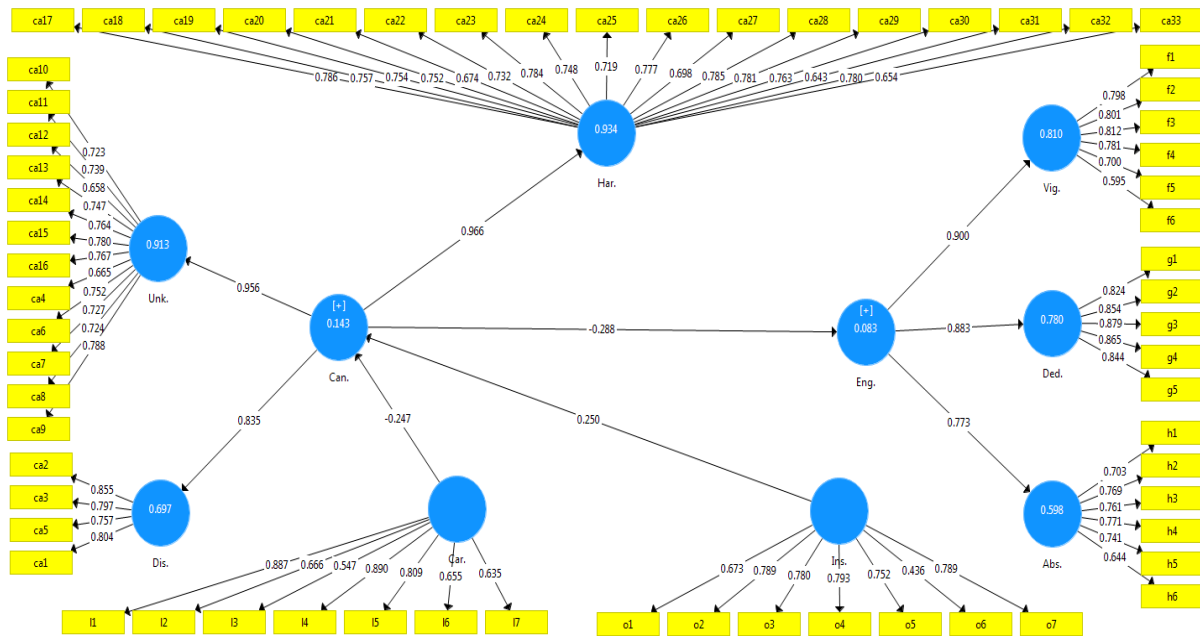 ca17 ca18 ca19 ca20 ca21 ca22 ca23 ca24 ca25 ca26 ca27 ca28 ca29 ca30 ca31 ca32 ca33
0.786 0.757 0.754 0.752 0.674 0.732 0.784 0.748 0.719 0.777 0.698 0.785 0.781 0.763 0.643 0.780 0.654
0.934
Har.
ca10
ca11
ca12
ca13
ca14
ca15
ca16
ca4
ca6
ca7
ca8
ca9
0.723
0.739
0.658
0.747
0.764
0.780
0.767
0.665
0.752
0.727
0.724
0.788
0.913
Unk.
0.956
0.966
[+]
0.143
Can.
-0.288
[+]
0.083
Eng.
0.900
0.883
0.773
0.810
Vig.
0.798
0.801
0.812
0.781
0.700
0.595
f1
f2
f3
f4
f5
f6
0.780
Ded.
0.824
0.854
0.879
0.865
0.844
g1
g2
g3
g4
g5
0.598
Abs.
0.703
0.769
0.761
0.771
0.741
0.644
h1
h2
h3
h4
h5
h6
0.835
-0.247
0.250
ca2
ca3
ca5
ca1
0.855
0.797
0.757
0.804
0.697
Dis.
Car.
0.887 0.666 0.547 0.890 0.809 0.655 0.635
l1 l2 l3 l4 l5 l6 l7
Ins.
0.673 0.789 0.780 0.793 0.752 0.436 0.789
o1 o2 o3 o4 o5 o6 o7